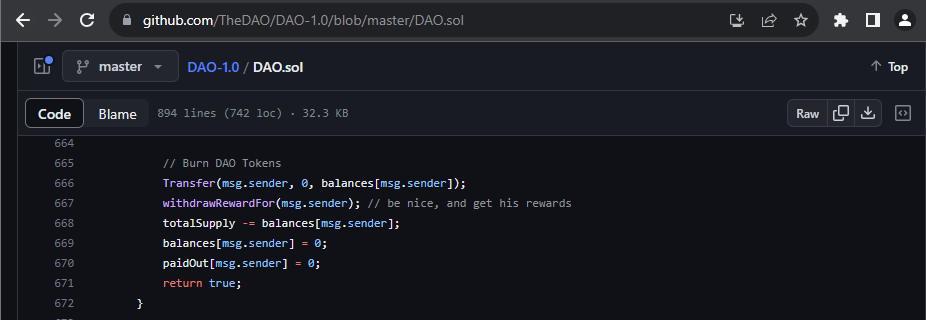 github.com/TheDAO/DAO-1.0/blob/master/DAO.sol
master DAO-1.0 / DAO.sol Top
Code Blame 894 lines (742 loc) · 32.3 KB Raw
664
665 // Burn DAO Tokens
666 Transfer(msg.sender, 0, balances[msg.sender]);
667 withdrawRewardFor(msg.sender); // be nice, and get his rewards
668 totalSupply -= balances[msg.sender];
669 balances[msg.sender] = 0;
670 paidOut[msg.sender] = 0;
671 return true;
672 }